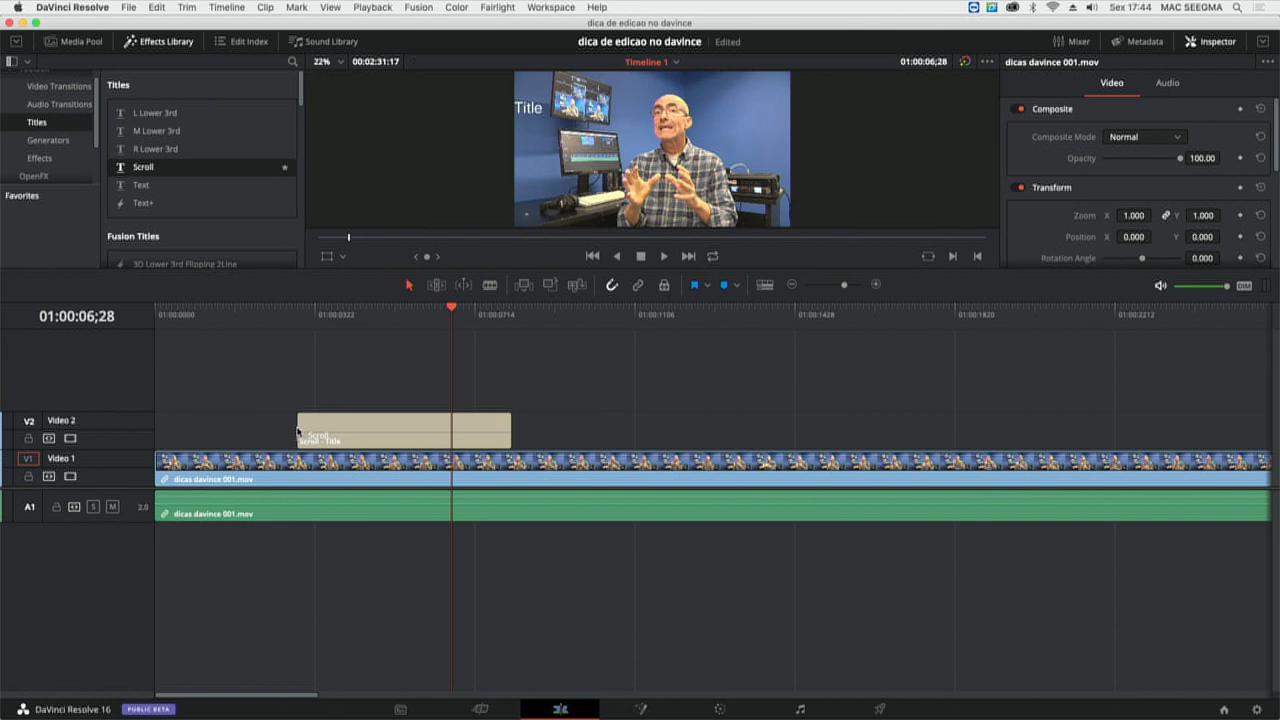 DaVinci Resolve File Edit Trim Timeline Clip Mark View Playback Fusion Color Fairlight Workspace Help Sex 17:44 MAC SEEGMA
dica de edicao no davince
Media Pool Effects Library Edit Index Sound Library dica de edicao no davince Edited Mixer Metadata Inspector
22% 00:02:31:17 Timeline 1 01:00:06;28 dicas davince 001.mov
Video Transitions
Audio Transitions
Titles
Generators
Effects
OpenFX
Favorites
Titles
L Lower 3rd
M Lower 3rd
R Lower 3rd
Scroll
Text
Text+
Fusion Titles
3D Lower 3rd Flipping 2Line
Title
Video Audio
Composite
Composite Mode Normal
Opacity 100.00
Transform
Zoom X 1.000 Y 1.000
Position X 0.000 Y 0.000
Rotation Angle 0.000
DIM
01:00:06;28
01:00:0000 01:00:0322 01:00:0714 01:00:1106 01:00:1428 01:00:1820 01:00:2212
V2 Video 2
Scroll
Scroll - Title
V1 Video 1
dicas davince 001.mov
A1 S M 2.0
dicas davince 001.mov
DaVinci Resolve 16 PUBLIC BETA